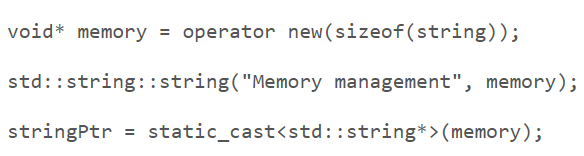 void* memory = operator new(sizeof(string));
std::string::string("Memory management", memory);
stringPtr = static_cast<std::string*>(memory);